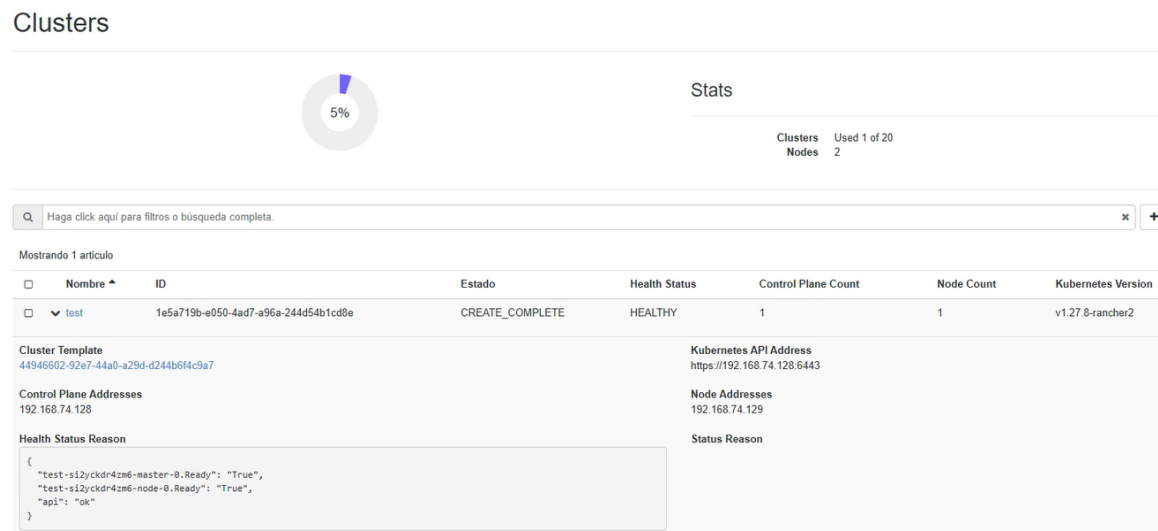 Clusters
5%
Stats
Clusters Used 1 of 20
Nodes 2
Haga click aquí para filtros o búsqueda completa.
Mostrando 1 articulo
Nombre ID Estado Health Status Control Plane Count Node Count Kubernetes Version
test 1e5a719b-e050-4ad7-a96a-244d54b1cd8e CREATE_COMPLETE HEALTHY 1 1 v1.27.8-rancher2
Cluster Template
44946602-92e7-44a0-a29d-d244b6f4c9a7
Kubernetes API Address
https://192.168.74.128:6443
Control Plane Addresses
192.168.74.128
Node Addresses
192.168.74.129
Health Status Reason
{
"test-si2yckdr4zm6-master-0.Ready": "True",
"test-si2yckdr4zm6-node-0.Ready": "True",
"api": "ok"
}
Status Reason